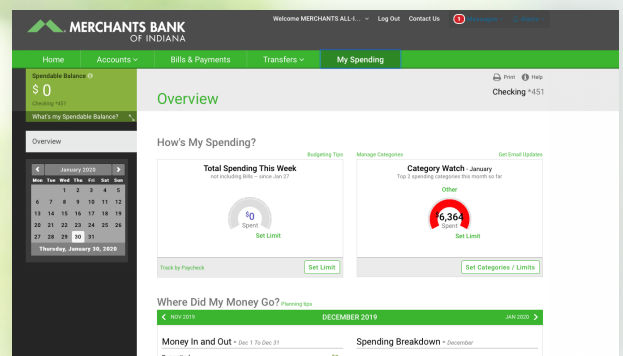 MERCHANTS BANK
OF INDIANA
Welcome MERCHANTS ALL-I... Log Out Contact Us 1
Home Accounts Bills & Payments Transfers My Spending
Spendable Balance
$ 0
Checking *451
What's my Spendable Balance?
Print Help
Checking *451
Overview
Overview
January 2020
Mon Tue Wed Thu Fri Sat Sun
1 2 3 4 5
6 7 8 9 10 11 12
13 14 15 16 17 18 19
20 21 22 23 24 25 26
27 28 29 30 31
Thursday, January 30, 2020
How's My Spending?
Budgeting Tips
Total Spending This Week
not including Bills – since Jan 27
$0
Spent
Set Limit
Track by Paycheck Set Limit
Manage Categories Get Email Updates
Category Watch - January
Top 2 spending categories this month so far
Other
$6,364
Spent
Set Limit
Set Categories / Limits
Where Did My Money Go? Planning tips
NOV 2019 DECEMBER 2019 JAN 2020
Money In and Out - Dec 1 To Dec 31
Spending Breakdown - December